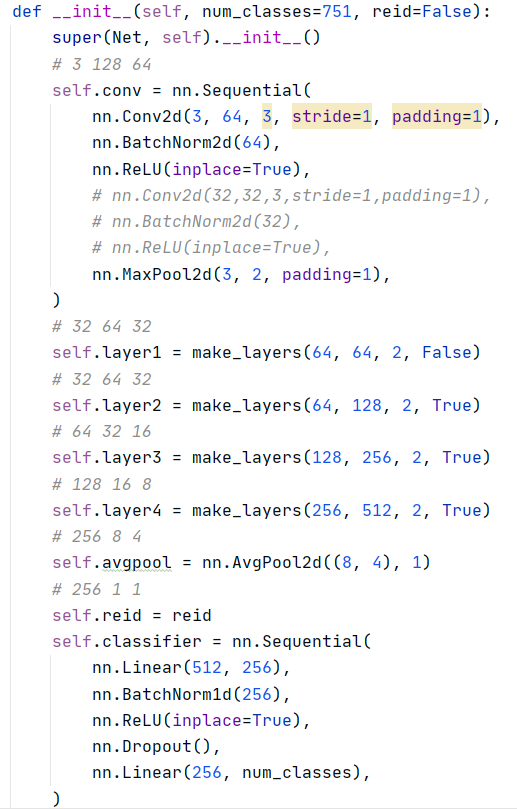 def __init__(self, num_classes=751, reid=False):
    super(Net, self).__init__()
    # 3 128 64
    self.conv = nn.Sequential(
        nn.Conv2d(3, 64, 3, stride=1, padding=1),
        nn.BatchNorm2d(64),
        nn.ReLU(inplace=True),
        # nn.Conv2d(32,32,3,stride=1,padding=1),
        # nn.BatchNorm2d(32),
        # nn.ReLU(inplace=True),
        nn.MaxPool2d(3, 2, padding=1),
    )
    # 32 64 32
    self.layer1 = make_layers(64, 64, 2, False)
    # 32 64 32
    self.layer2 = make_layers(64, 128, 2, True)
    # 64 32 16
    self.layer3 = make_layers(128, 256, 2, True)
    # 128 16 8
    self.layer4 = make_layers(256, 512, 2, True)
    # 256 8 4
    self.avgpool = nn.AvgPool2d((8, 4), 1)
    # 256 1 1
    self.reid = reid
    self.classifier = nn.Sequential(
        nn.Linear(512, 256),
        nn.BatchNorm1d(256),
        nn.ReLU(inplace=True),
        nn.Dropout(),
        nn.Linear(256, num_classes),
    )